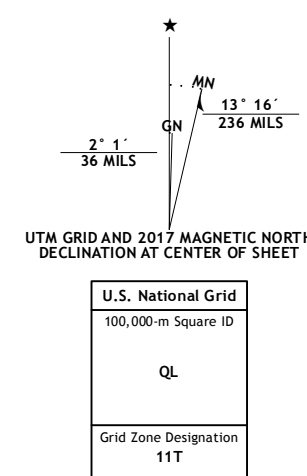 ★
MN
GN
13° 16´
236 MILS
2° 1´
36 MILS
UTM GRID AND 2017 MAGNETIC NORTH
DECLINATION AT CENTER OF SHEET
U.S. National Grid
100,000-m Square ID
QL
Grid Zone Designation
11T